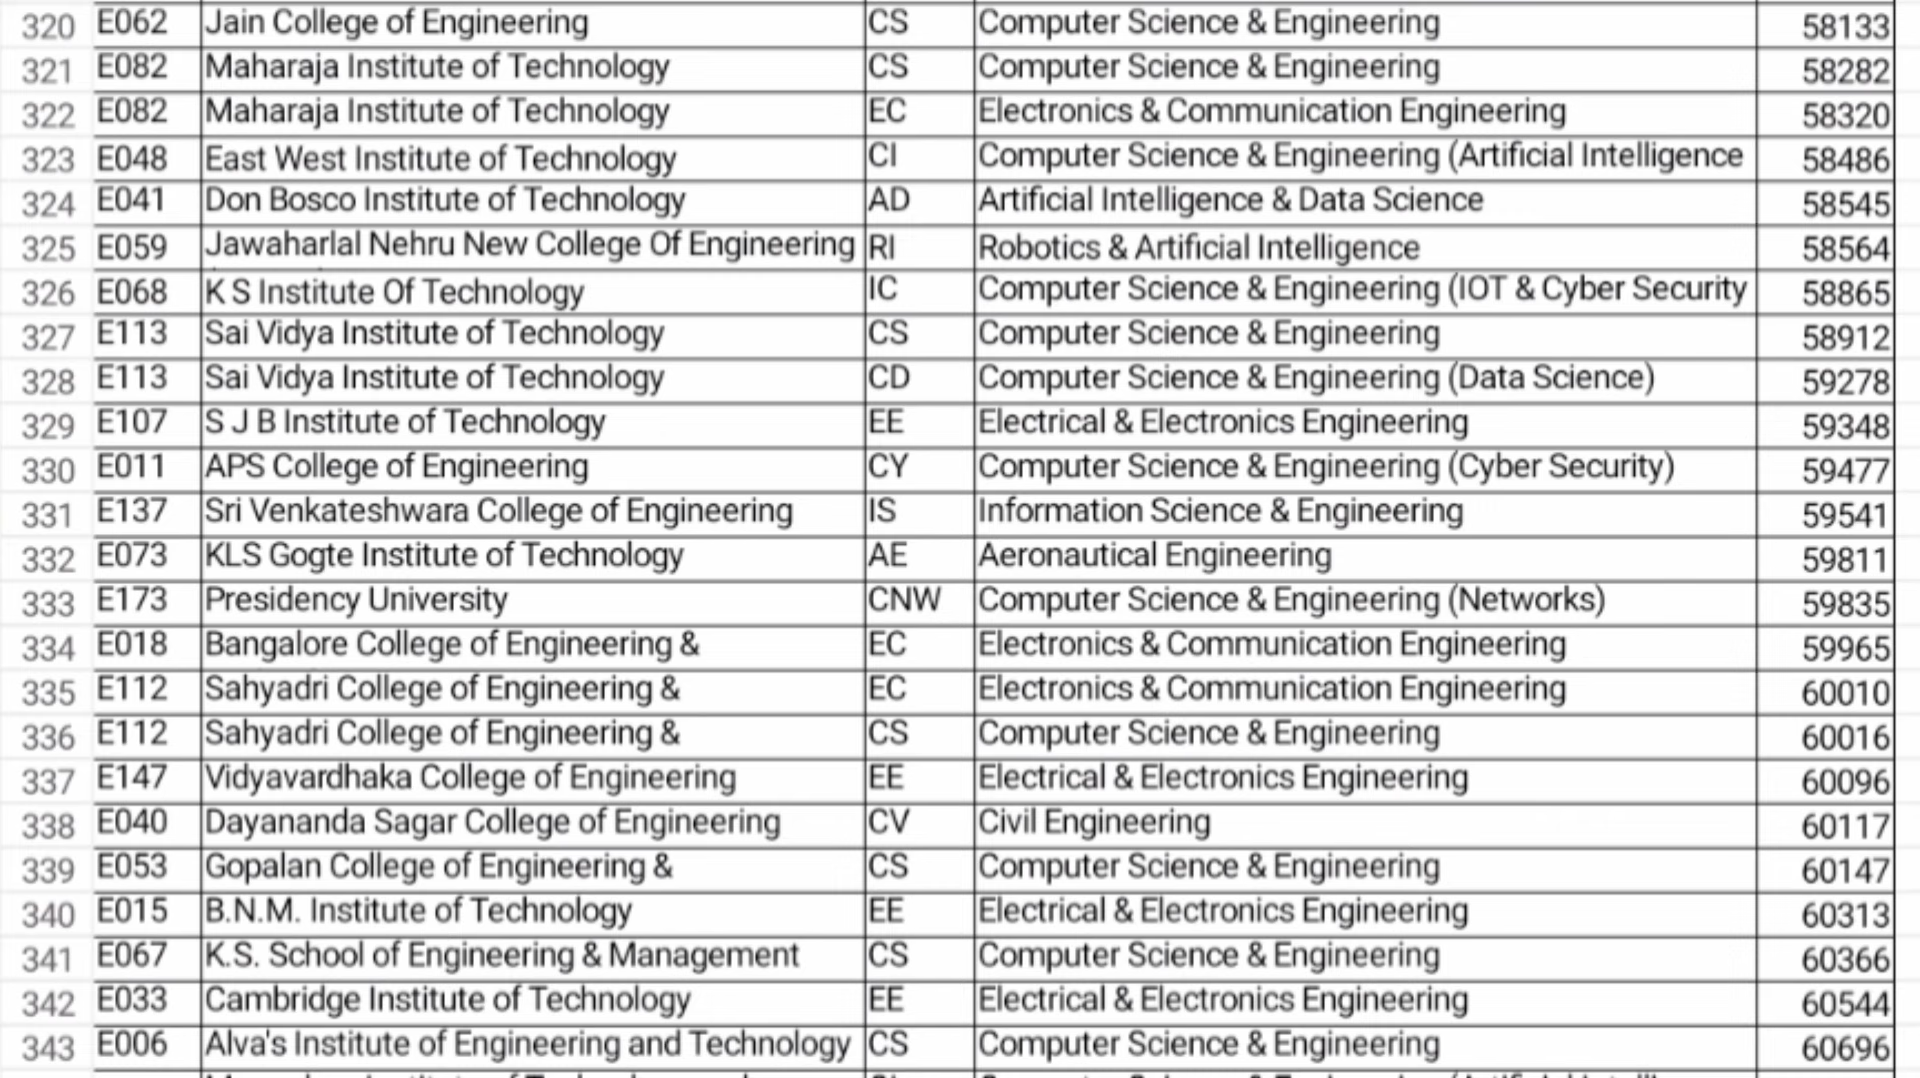 320 E062 Jain College of Engineering CS Computer Science & Engineering 58133
321 E082 Maharaja Institute of Technology CS Computer Science & Engineering 58282
322 E082 Maharaja Institute of Technology EC Electronics & Communication Engineering 58320
323 E048 East West Institute of Technology CI Computer Science & Engineering (Artificial Intelligence 58486
324 E041 Don Bosco Institute of Technology AD Artificial Intelligence & Data Science 58545
325 E059 Jawaharlal Nehru New College Of Engineering RI Robotics & Artificial Intelligence 58564
326 E068 K S Institute Of Technology IC Computer Science & Engineering (IOT & Cyber Security 58865
327 E113 Sai Vidya Institute of Technology CS Computer Science & Engineering 58912
328 E113 Sai Vidya Institute of Technology CD Computer Science & Engineering (Data Science) 59278
329 E107 S J B Institute of Technology EE Electrical & Electronics Engineering 59348
330 E011 APS College of Engineering CY Computer Science & Engineering (Cyber Security) 59477
331 E137 Sri Venkateshwara College of Engineering IS Information Science & Engineering 59541
332 E073 KLS Gogte Institute of Technology AE Aeronautical Engineering 59811
333 E173 Presidency University CNW Computer Science & Engineering (Networks) 59835
334 E018 Bangalore College of Engineering & EC Electronics & Communication Engineering 59965
335 E112 Sahyadri College of Engineering & EC Electronics & Communication Engineering 60010
336 E112 Sahyadri College of Engineering & CS Computer Science & Engineering 60016
337 E147 Vidyavardhaka College of Engineering EE Electrical & Electronics Engineering 60096
338 E040 Dayananda Sagar College of Engineering CV Civil Engineering 60117
339 E053 Gopalan College of Engineering & CS Computer Science & Engineering 60147
340 E015 B.N.M. Institute of Technology EE Electrical & Electronics Engineering 60313
341 E067 K.S. School of Engineering & Management CS Computer Science & Engineering 60366
342 E033 Cambridge Institute of Technology EE Electrical & Electronics Engineering 60544
343 E006 Alva's Institute of Engineering and Technology CS Computer Science & Engineering 60696